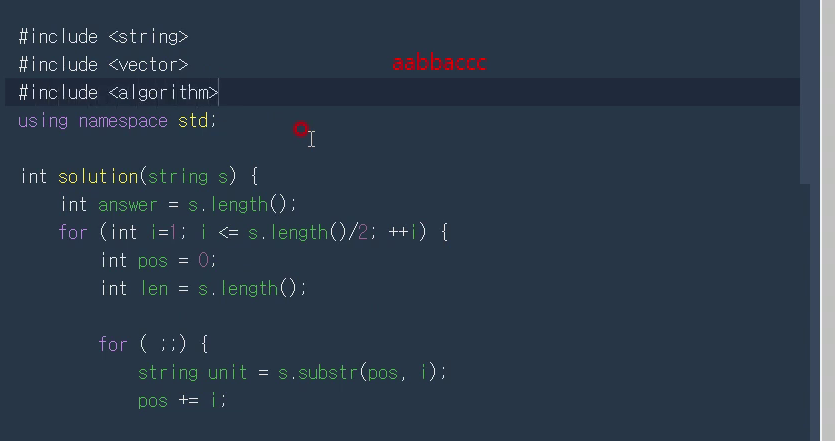 #include <string>
#include <vector>
aabbaccc
#include <algorithm>
using namespace std;
int solution(string s) {
int answer = s.length();
for (int i=1; i <= s.length()/2; ++i) {
int pos = 0;
int len = s.length();
for ( ;;) {
string unit = s.substr(pos, i);
pos += i;